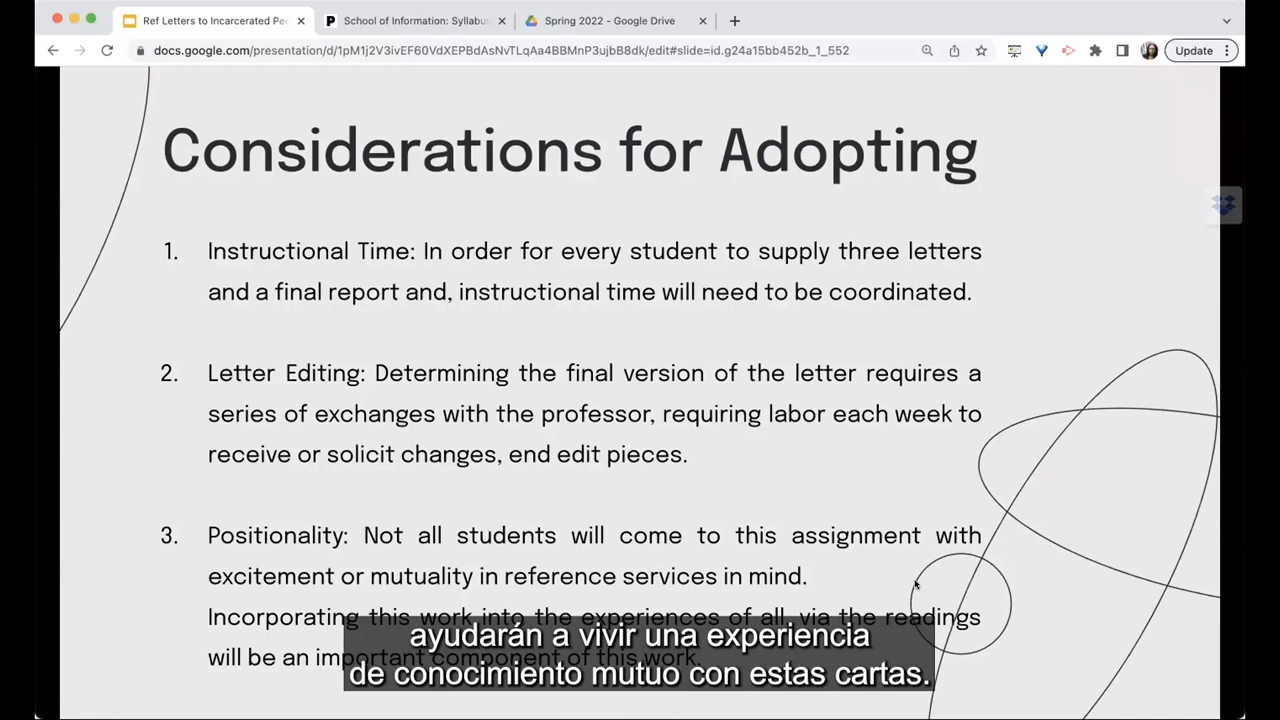 Ref Letters to Incarcerated Pe
School of Information: Syllabus
Spring 2022 - Google Drive
docs.google.com/presentation/d/1pM1j2V3ivEF60VdXEPBdAsNvTLqAa4BBMnP3ujbB8dk/edit#slide=id.g24a15bb452b_1_552
Update
Considerations for Adopting
1. Instructional Time: In order for every student to supply three letters
and a final report and, instructional time will need to be coordinated.
2. Letter Editing: Determining the final version of the letter requires a
series of exchanges with the professor, requiring labor each week to
receive or solicit changes, end edit pieces.
3. Positionality: Not all students will come to this assignment with
excitement or mutuality in reference services in mind.
Incorporating this work into the experiences of all, via the readings
will be an important component of this work.
ayudarán a vivir una experiencia
de conocimiento mutuo con estas cartas.